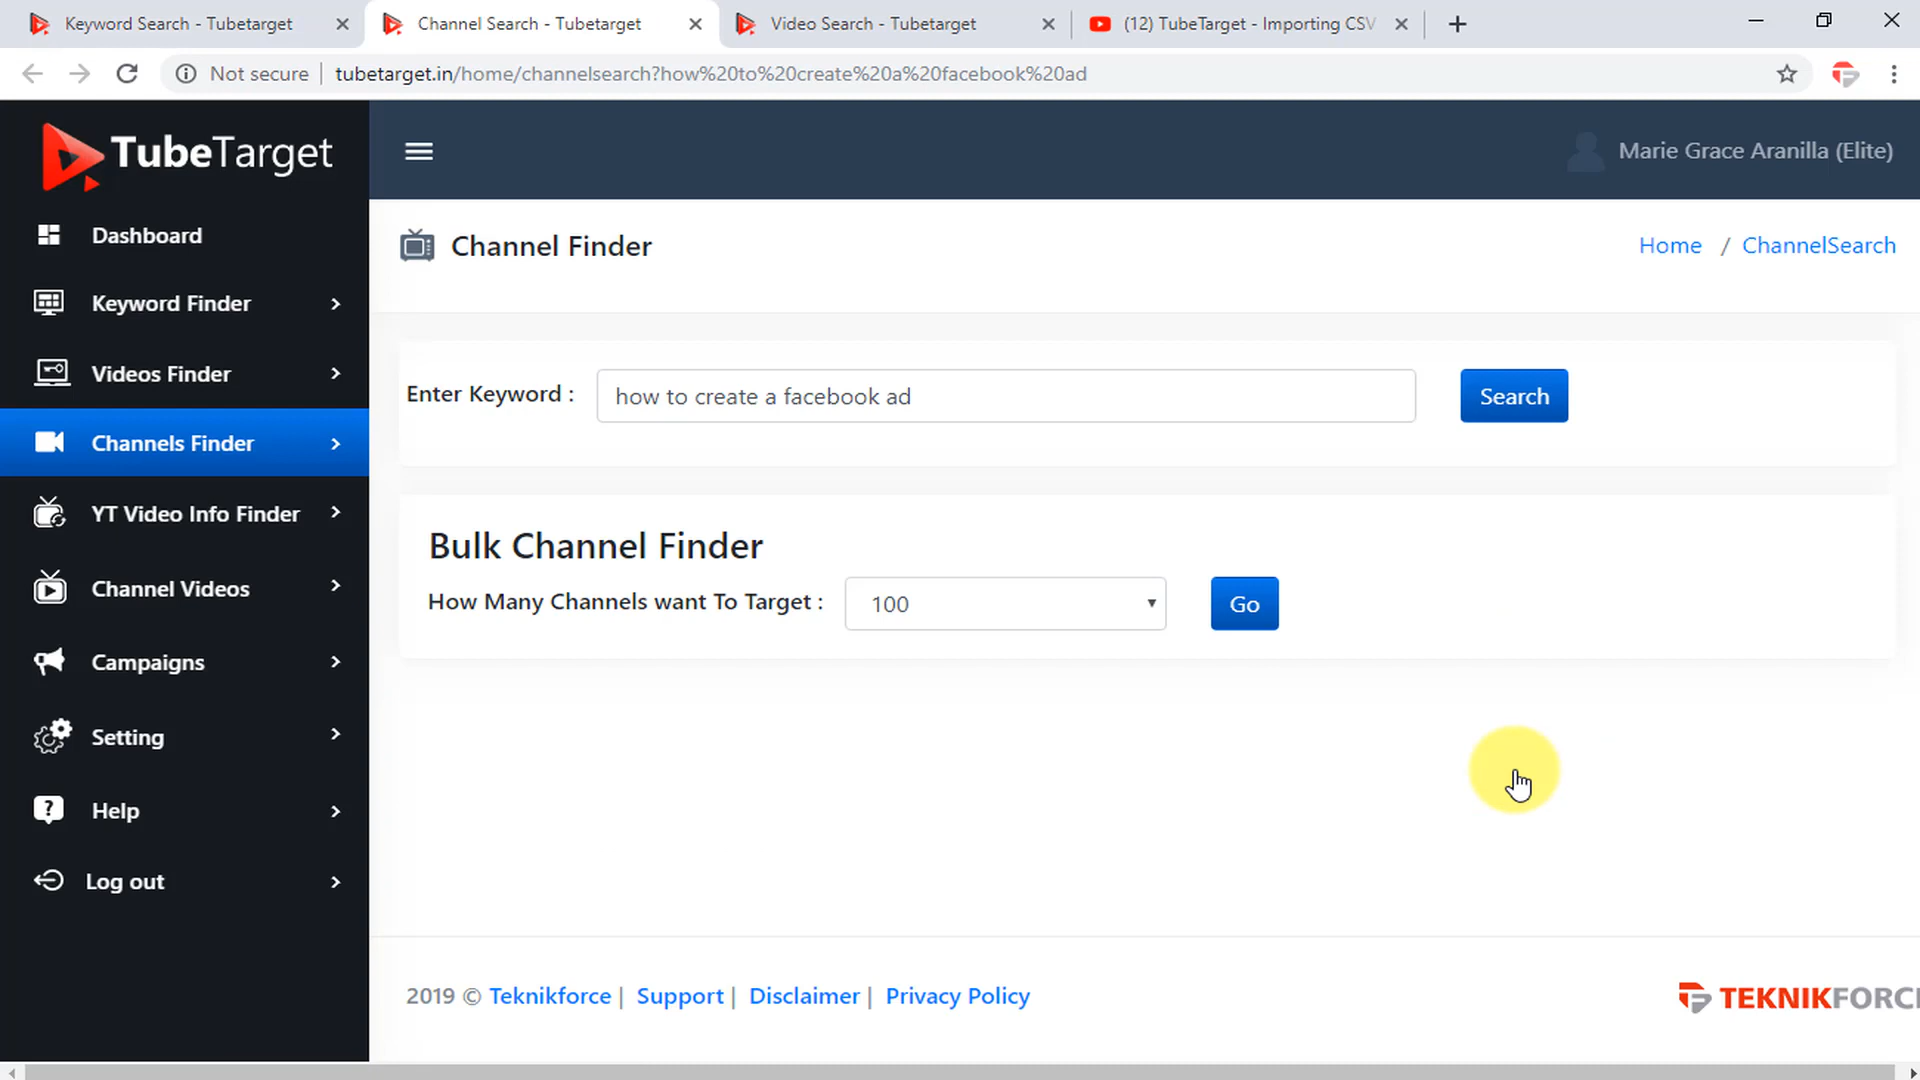 Keyword Search - Tubetarget
Channel Search - Tubetarget
Video Search - Tubetarget
(12) TubeTarget - Importing CSV
Not secure
tubetarget.in/home/channelsearch?how%20to%20create%20a%20facebook%20ad
TubeTarget
Marie Grace Aranilla (Elite)
Dashboard
Keyword Finder
Videos Finder
Channels Finder
YT Video Info Finder
Channel Videos
Campaigns
Setting
Help
Log out
Channel Finder
Home / ChannelSearch
Enter Keyword : how to create a facebook ad Search
Bulk Channel Finder
How Many Channels want To Target : 100 Go
2019 © Teknikforce | Support | Disclaimer | Privacy Policy
TEKNIKFORC